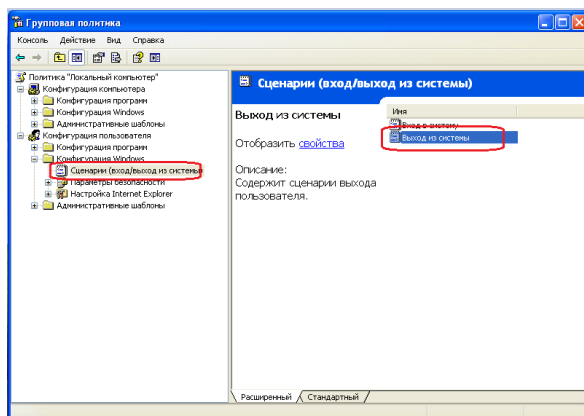 Групповая политика
Консоль Действие Вид Справка
Политика "Локальный компьютер"
Конфигурация компьютера
Конфигурация программ
Конфигурация Windows
Административные шаблоны
Конфигурация пользователя
Конфигурация программ
Конфигурация Windows
Сценарии (вход/выход из системы)
Параметры безопасности
Настройка Internet Explorer
Административные шаблоны
Сценарии (вход/выход из системы)
Выход из системы
Отобразить свойства
Описание:
Содержит сценарии выхода
пользователя.
Имя
Вход в систему
Выход из системы
Расширенный Стандартный